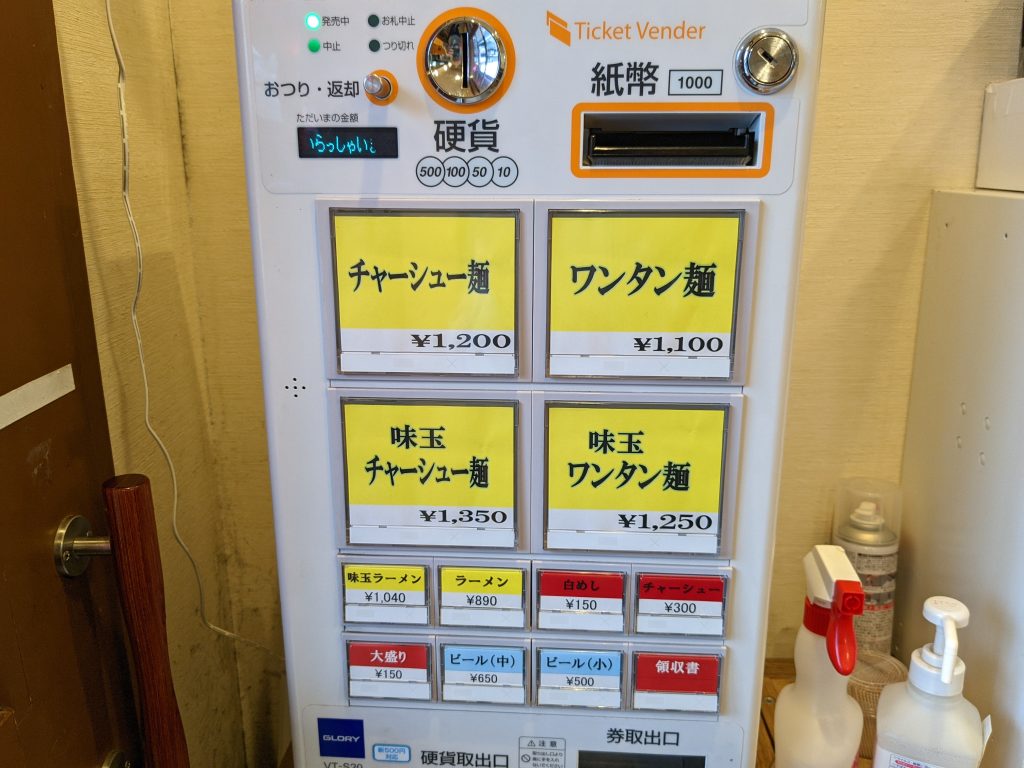 発売中 お札中止
中止 つり切れ
Ticket Vender
おつり・返却
紙幣 1000
ただいまの金額
らっしゃい
硬貨
500 100 50 10
チャーシュー麺
¥1,200
ワンタン麺
¥1,100
味玉
チャーシュー麺
¥1,350
味玉
ワンタン麺
¥1,250
味玉ラーメン
¥1,040
ラーメン
¥890
白めし
¥150
チャーシュー
¥300
大盛り
¥150
ビール(中)
¥650
ビール(小)
¥500
領収書
GLORY
VT-S20
新500円
対応
硬貨取出口
注意
券取出口